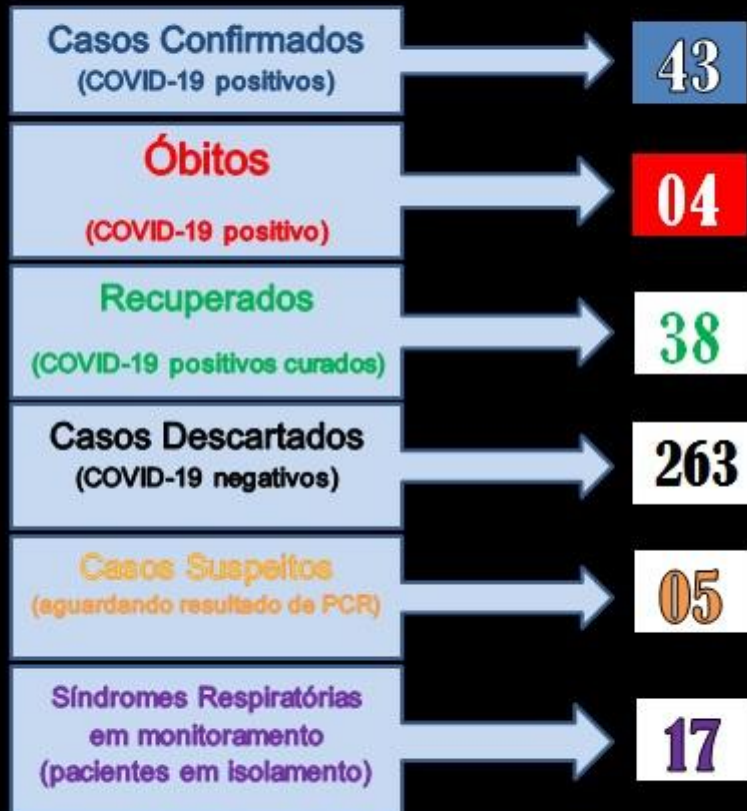 Casos Confirmados
(COVID-19 positivos)
43
Óbitos
(COVID-19 positivo)
04
Recuperados
(COVID-19 positivos curados)
38
Casos Descartados
(COVID-19 negativos)
263
Casos Suspeitos
(aguardando resultado de PCR)
05
Síndromes Respiratórias
em monitoramento
(pacientes em isolamento)
17